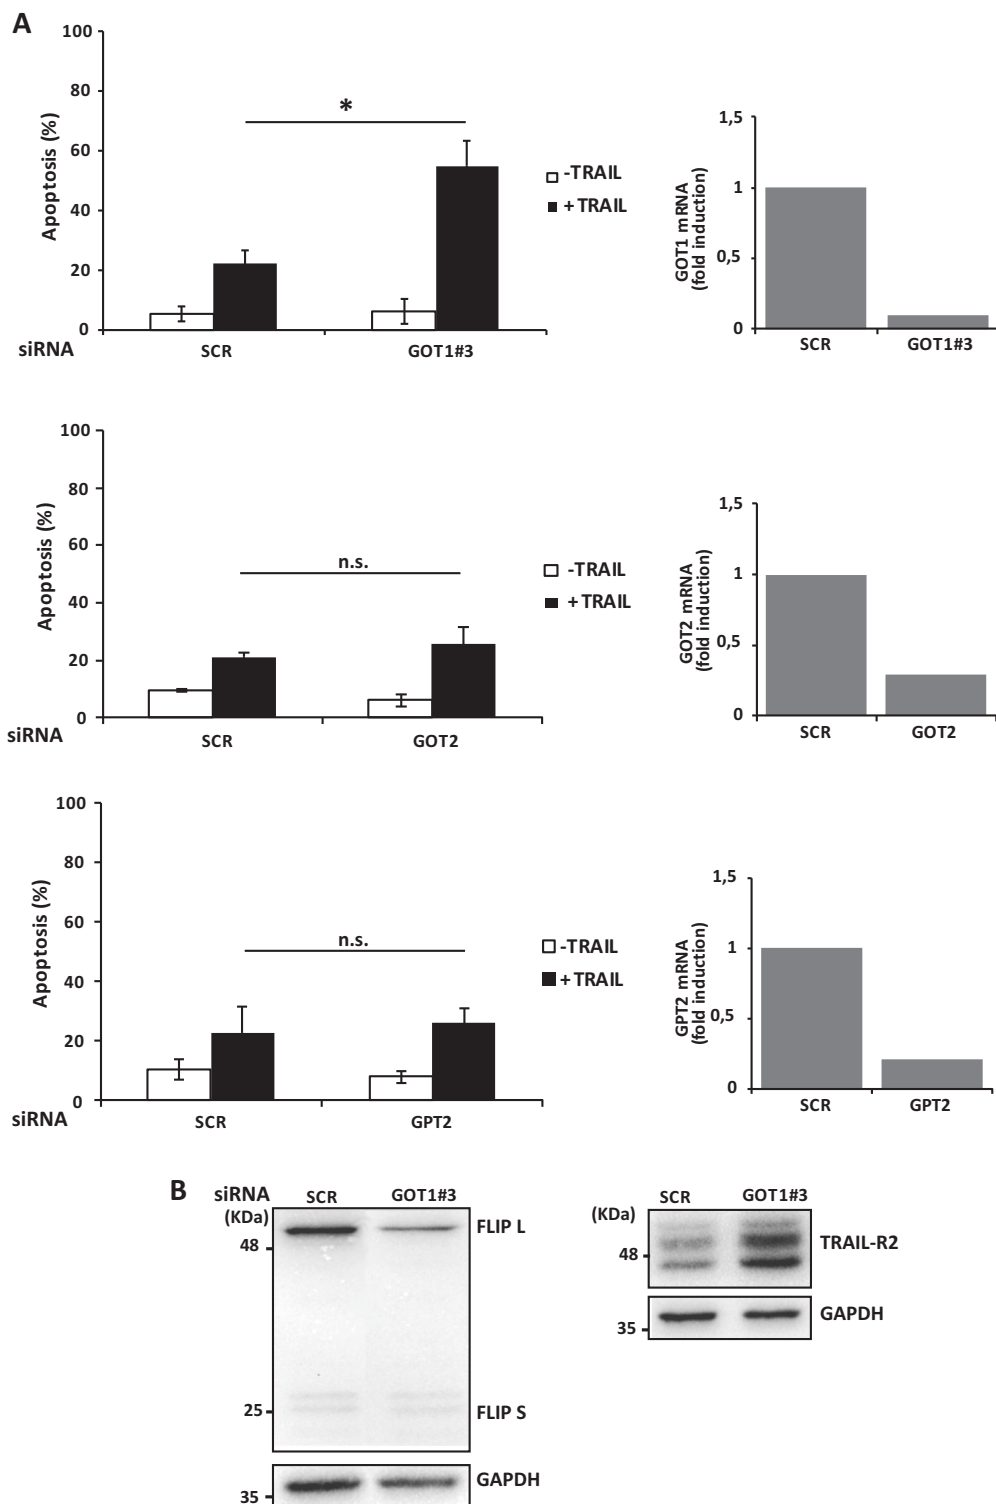 A
100
80
60
40
20
0
Apoptosis (%)
*
-TRAIL
+ TRAIL
siRNA
SCR
GOT1#3
1,5
1
0,5
0
GOT1 mRNA
(fold induction)
SCR
GOT1#3
100
80
60
40
20
0
Apoptosis (%)
n.s.
-TRAIL
+ TRAIL
siRNA
SCR
GOT2
1,5
1
0,5
0
GOT2 mRNA
(fold induction)
SCR
GOT2
100
80
60
40
20
0
Apoptosis (%)
n.s.
-TRAIL
+ TRAIL
siRNA
SCR
GPT2
1,5
1
0,5
0
GPT2 mRNA
(fold induction)
SCR
GPT2
B
siRNA
SCR
GOT1#3
(KDa)
48
25
35
FLIP L
FLIP S
GAPDH
SCR
GOT1#3
(KDa)
48
35
TRAIL-R2
GAPDH